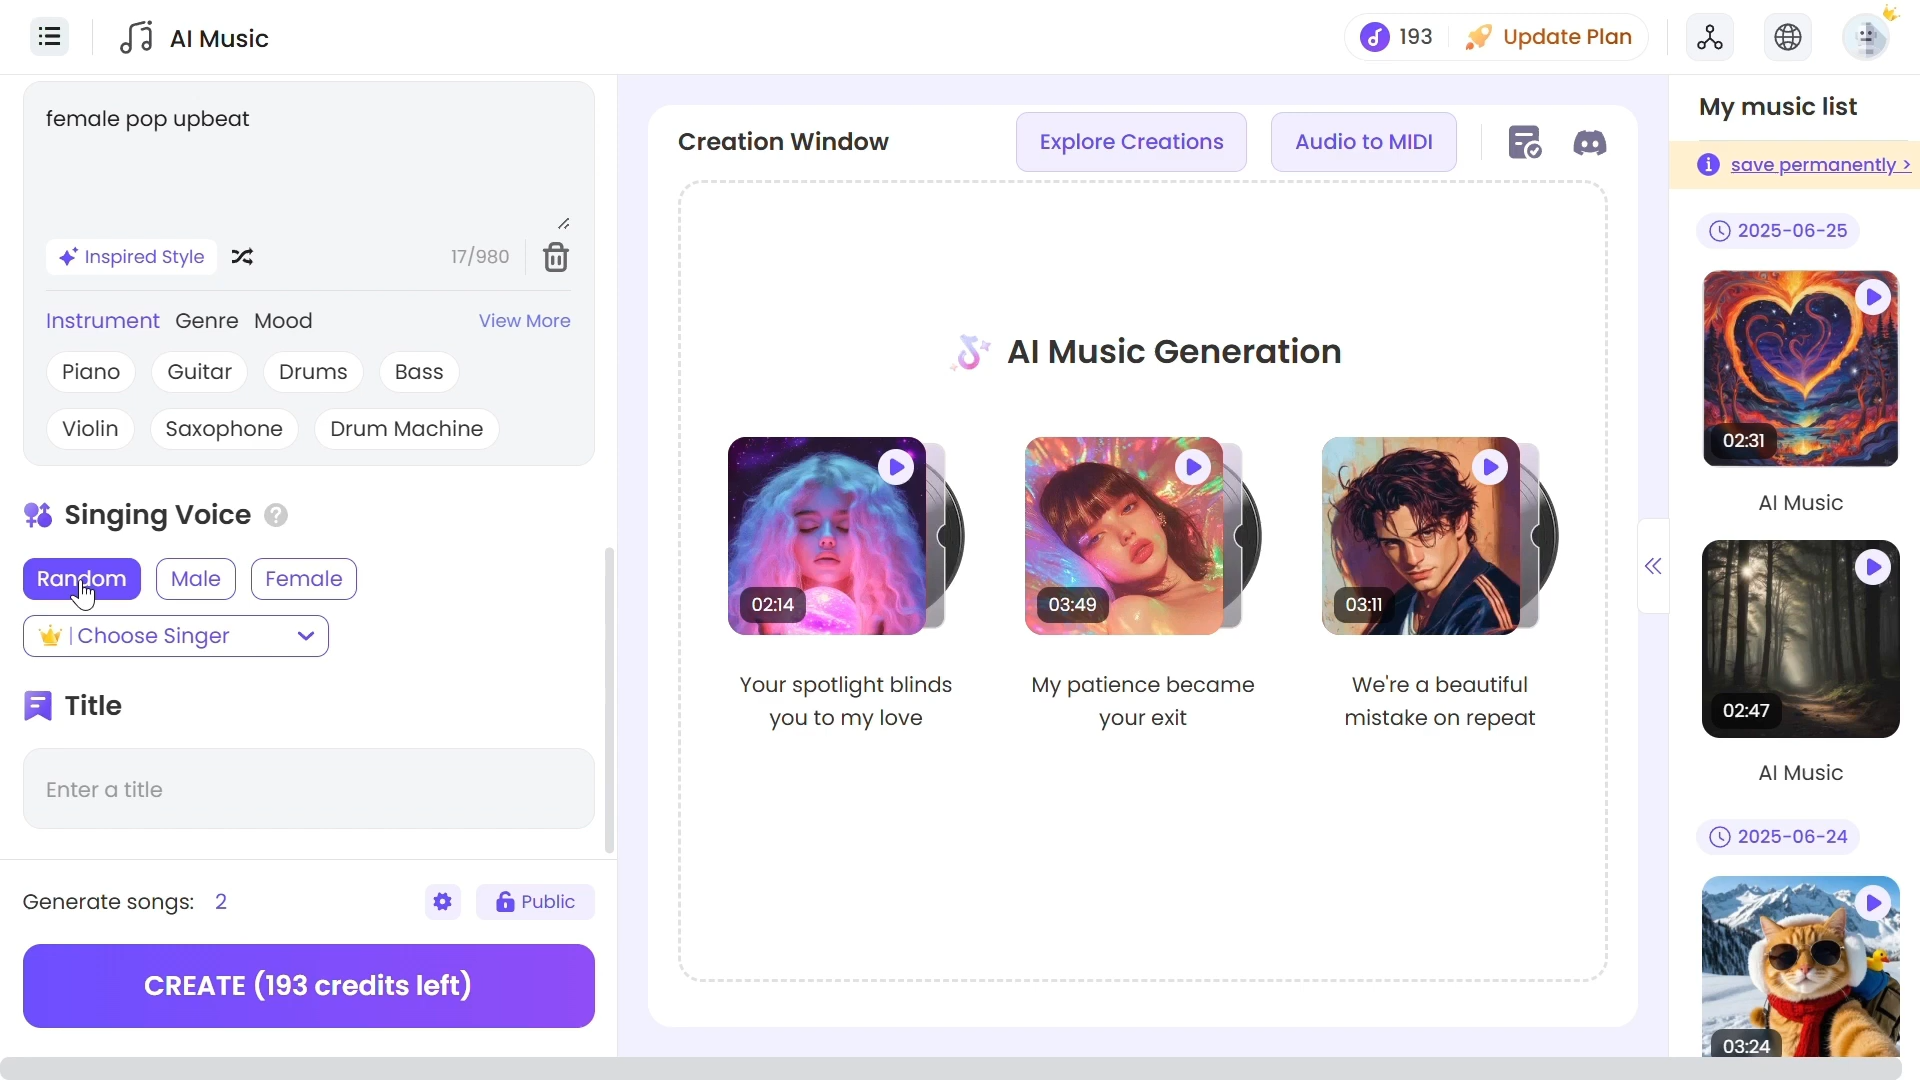 AI Music
193
Update Plan
female pop upbeat
Inspired Style
17/980
Instrument Genre Mood View More
Piano Guitar Drums Bass
Violin Saxophone Drum Machine
Singing Voice ?
Random Male Female
| Choose Singer
Title
Enter a title
Generate songs: 2
Public
CREATE (193 credits left)
Creation Window
Explore Creations
Audio to MIDI
AI Music Generation
02:14
Your spotlight blinds
you to my love
03:49
My patience became
your exit
03:11
We're a beautiful
mistake on repeat
My music list
save permanently >
2025-06-25
02:31
AI Music
02:47
AI Music
2025-06-24
03:24